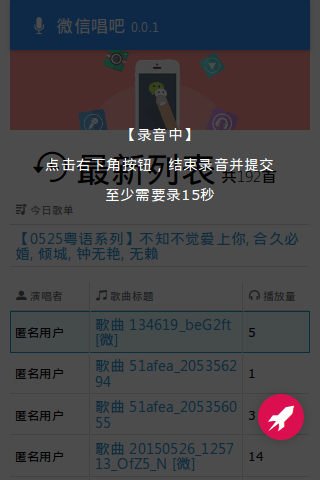 微信唱吧 0.0.1
【录音中】
点击右下角按钮，结束录音并提交
至少需要录15秒
最新列表 共192首
今日歌单
【0525粤语系列】不知不觉爱上你, 合久必
婚, 倾城, 钟无艳, 无赖
演唱者 歌曲标题 播放量
匿名用户 歌曲 134619_beG2ft
[微] 5
匿名用户 歌曲 51afea_2053562
94 1
匿名用户 歌曲 51afea_2053560
55 3
匿名用户 歌曲 20150526_1257
13_OfZ5_N [微] 14